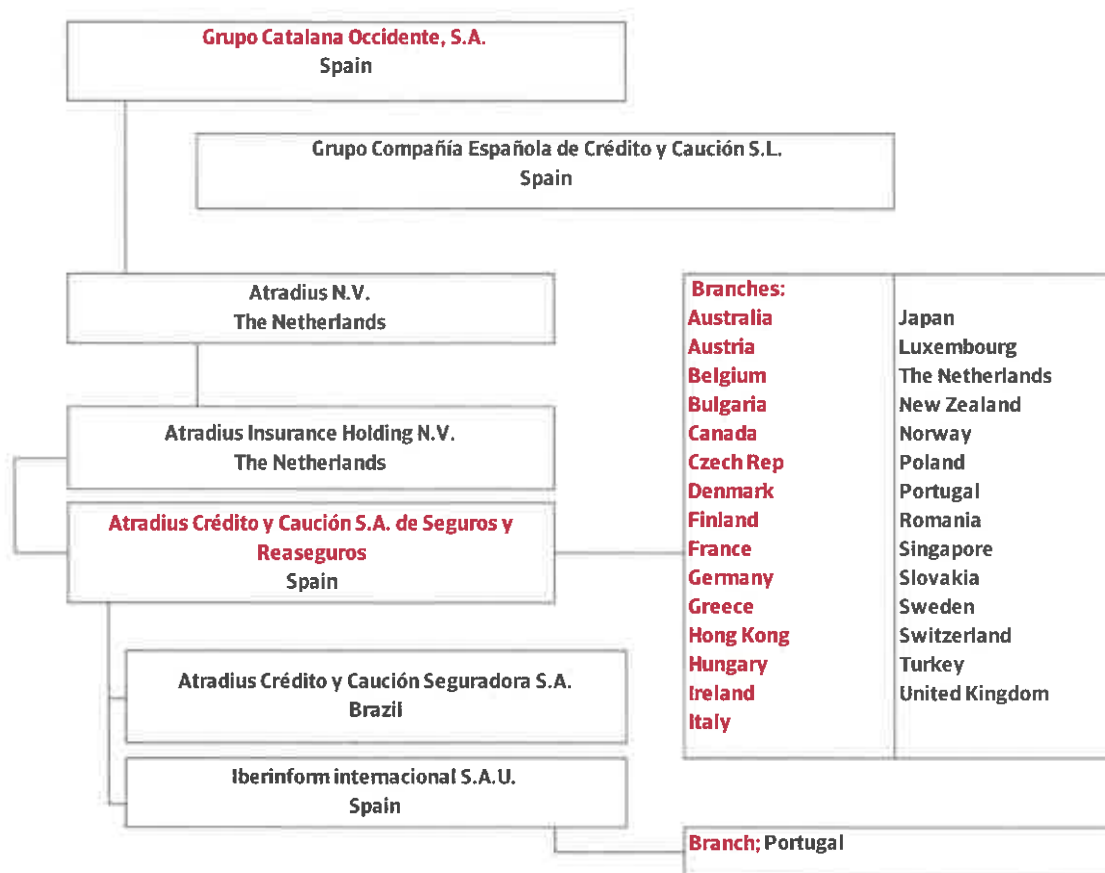 Grupo Catalana Occidente, S.A.
Spain
Grupo Compañía Española de Crédito y Caución S.L.
Spain
Atradius N.V.
The Netherlands
Atradius Insurance Holding N.V.
The Netherlands
Atradius Crédito y Caución S.A. de Seguros y
Reaseguros
Spain
Atradius Crédito y Caución Seguradora S.A.
Brazil
Iberinform internacional S.A.U.
Spain
Branches:
Australia
Austria
Belgium
Bulgaria
Canada
Czech Rep
Denmark
Finland
France
Germany
Greece
Hong Kong
Hungary
Ireland
Italy
Japan
Luxembourg
The Netherlands
New Zealand
Norway
Poland
Portugal
Romania
Singapore
Slovakia
Sweden
Switzerland
Turkey
United Kingdom
Branch; Portugal